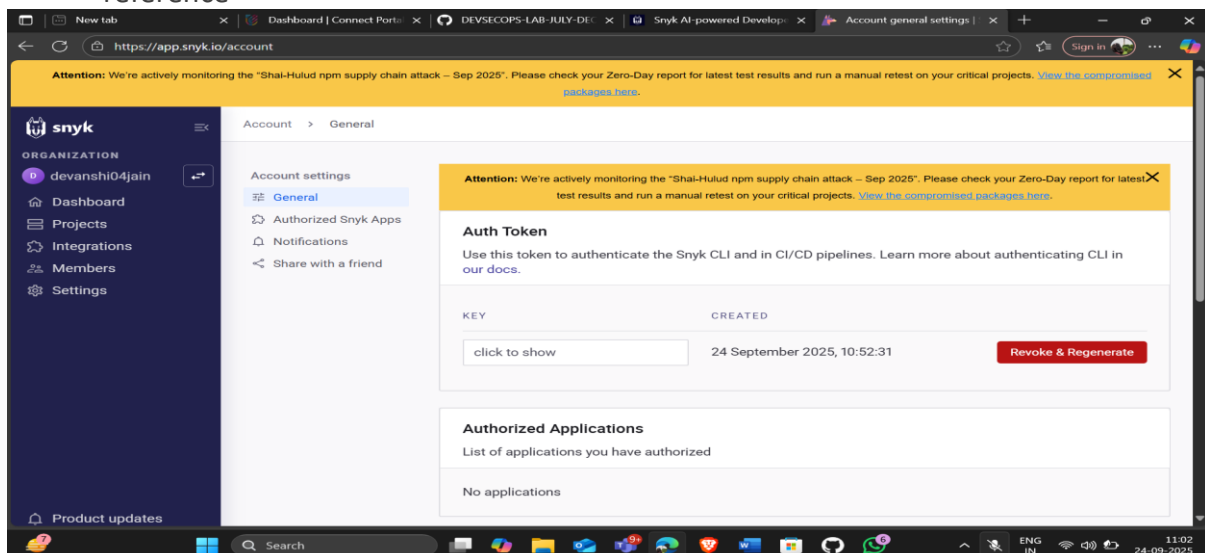 reference
New tab
Dashboard | Connect Porta
DEVSECOPS-LAB-JULY-DEC
Snyk AI-powered Develope
Account general settings |
https://app.snyk.io/account
Sign in
Attention: We're actively monitoring the "Shai-Hulud npm supply chain attack – Sep 2025". Please check your Zero-Day report for latest test results and run a manual retest on your critical projects. View the compromised
packages here.
snyk
Account > General
ORGANIZATION
D devanshi04jain
Dashboard
Projects
Integrations
Members
Settings
Product updates
Account settings
General
Authorized Snyk Apps
Notifications
Share with a friend
Attention: We're actively monitoring the "Shai-Hulud npm supply chain attack – Sep 2025". Please check your Zero-Day report for latest
test results and run a manual retest on your critical projects. View the compromised packages here.
Auth Token
Use this token to authenticate the Snyk CLI and in CI/CD pipelines. Learn more about authenticating CLI in
our docs.
KEY CREATED
click to show 24 September 2025, 10:52:31 Revoke & Regenerate
Authorized Applications
List of applications you have authorized
No applications
7
Search
9+
6
ENG
IN
11:02
24-09-2025